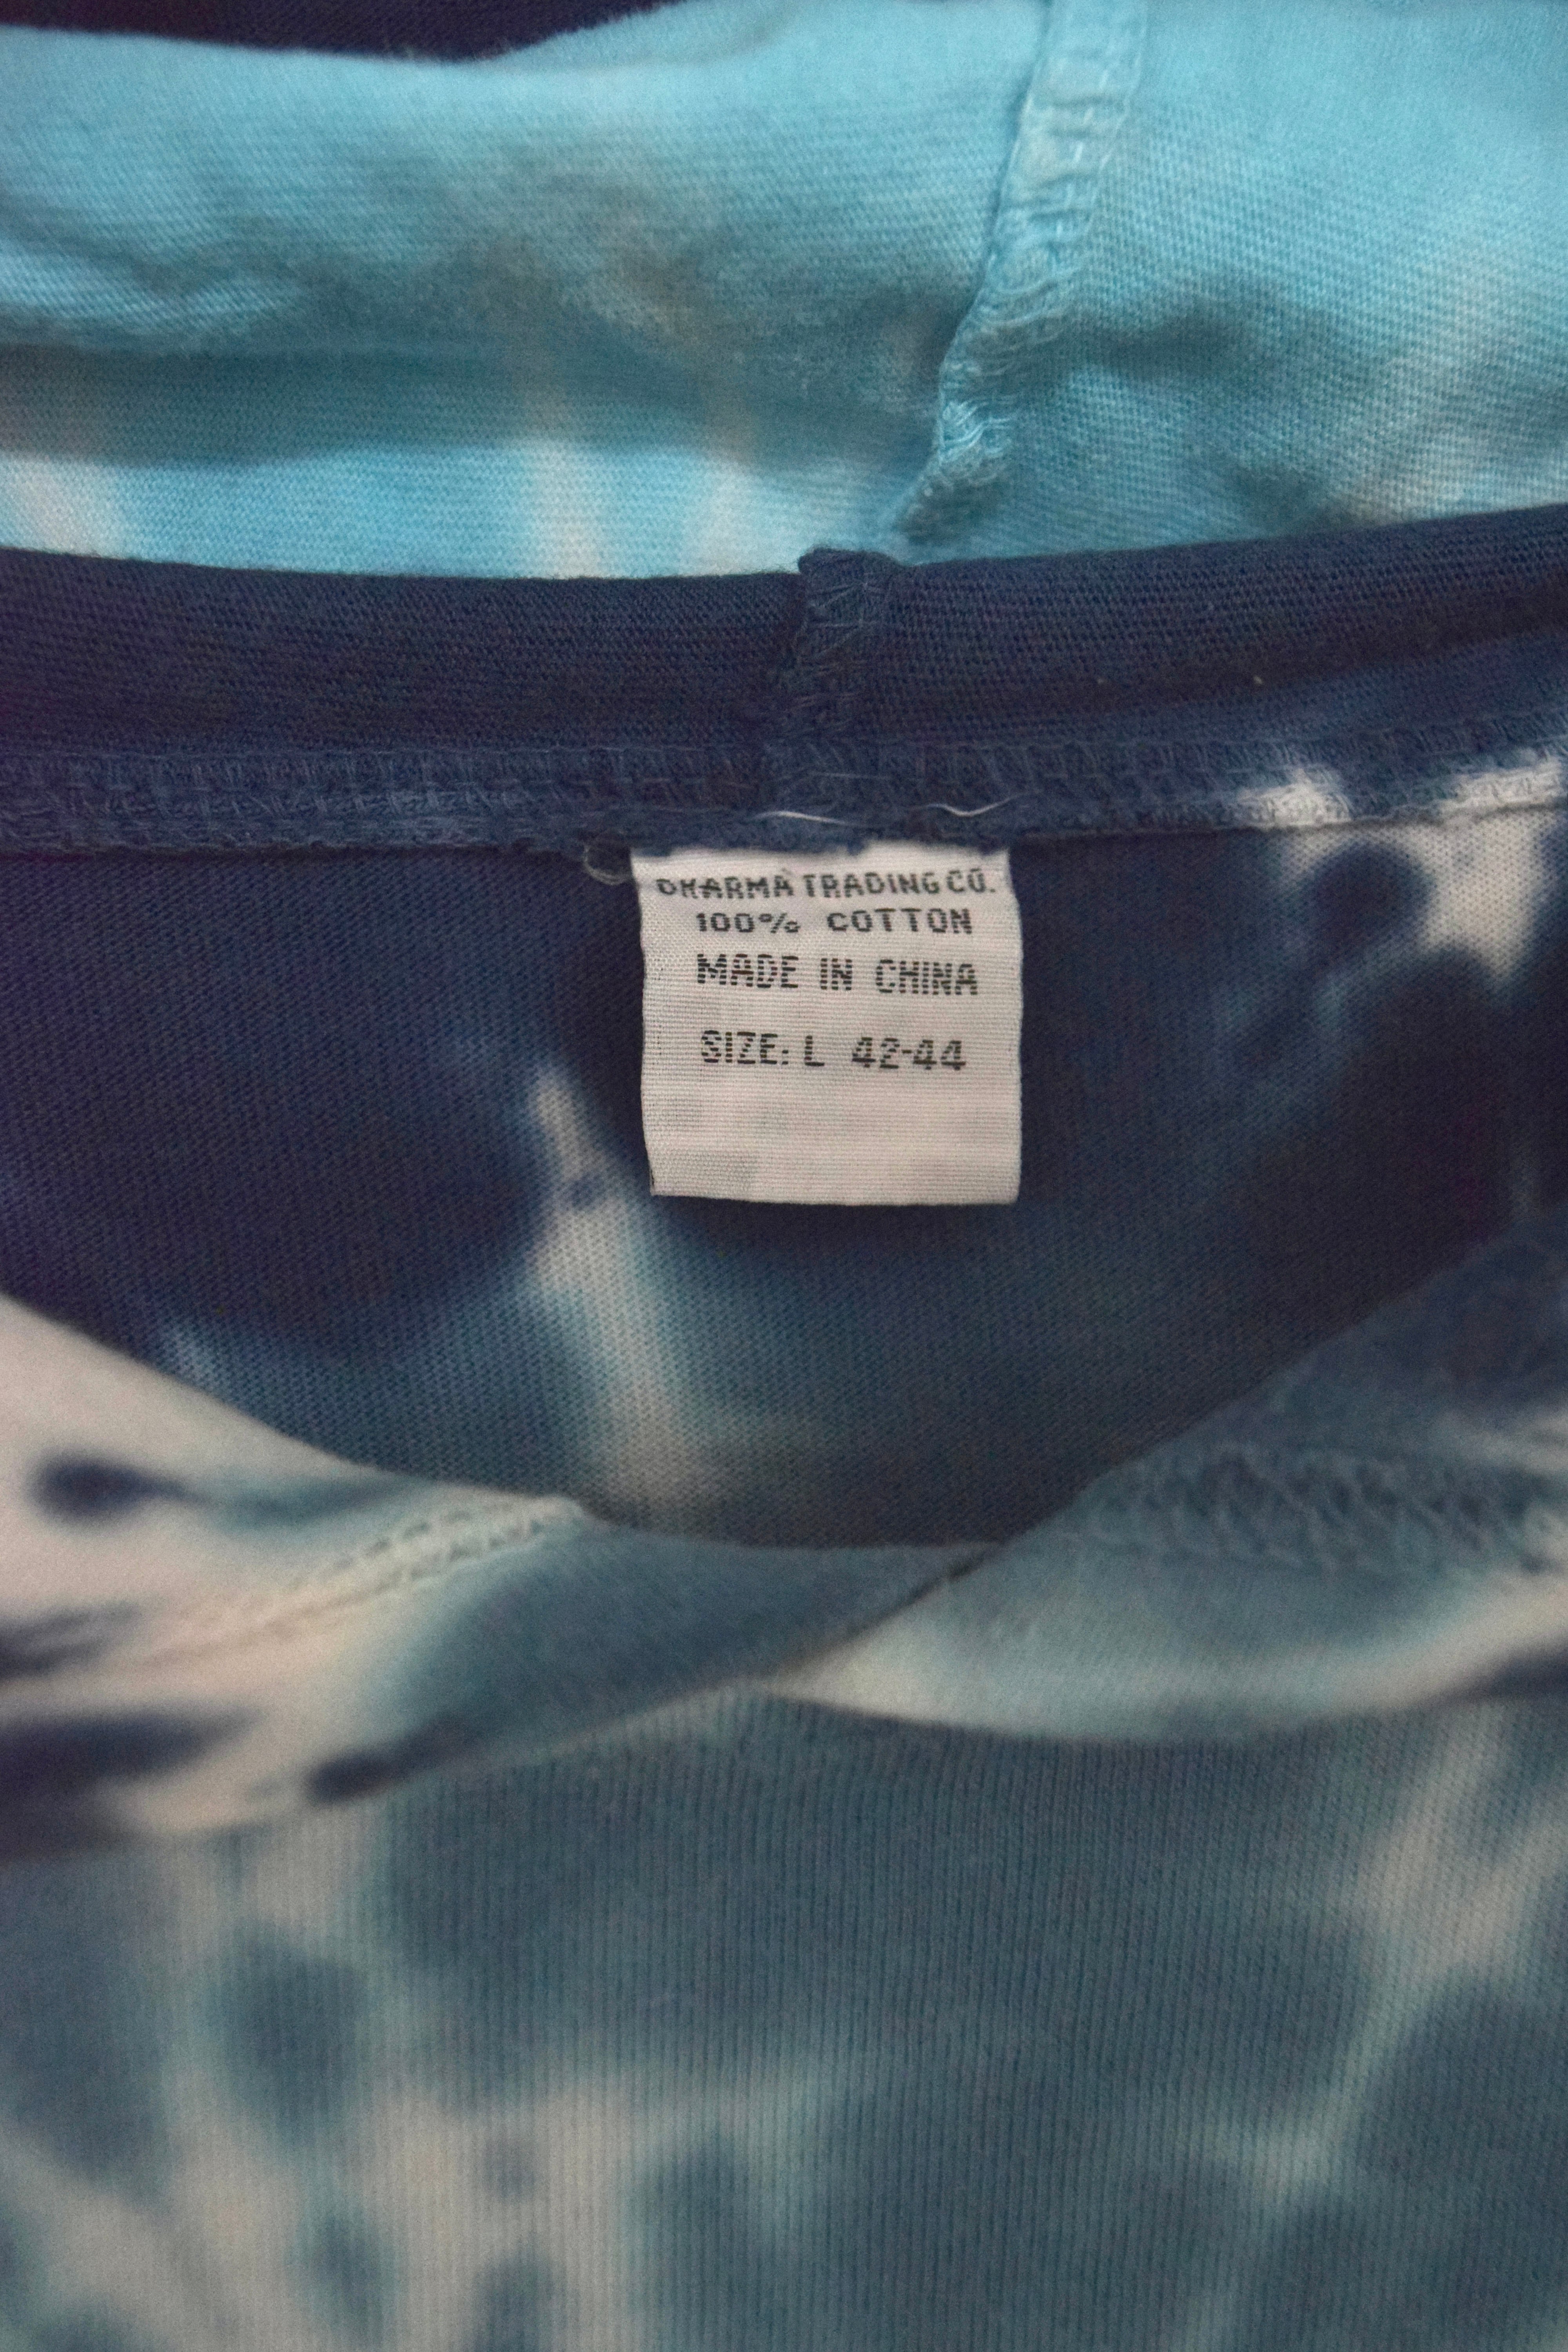 DHARMA TRADING CO.
100% COTTON
MADE IN CHINA
SIZE: L 42-44